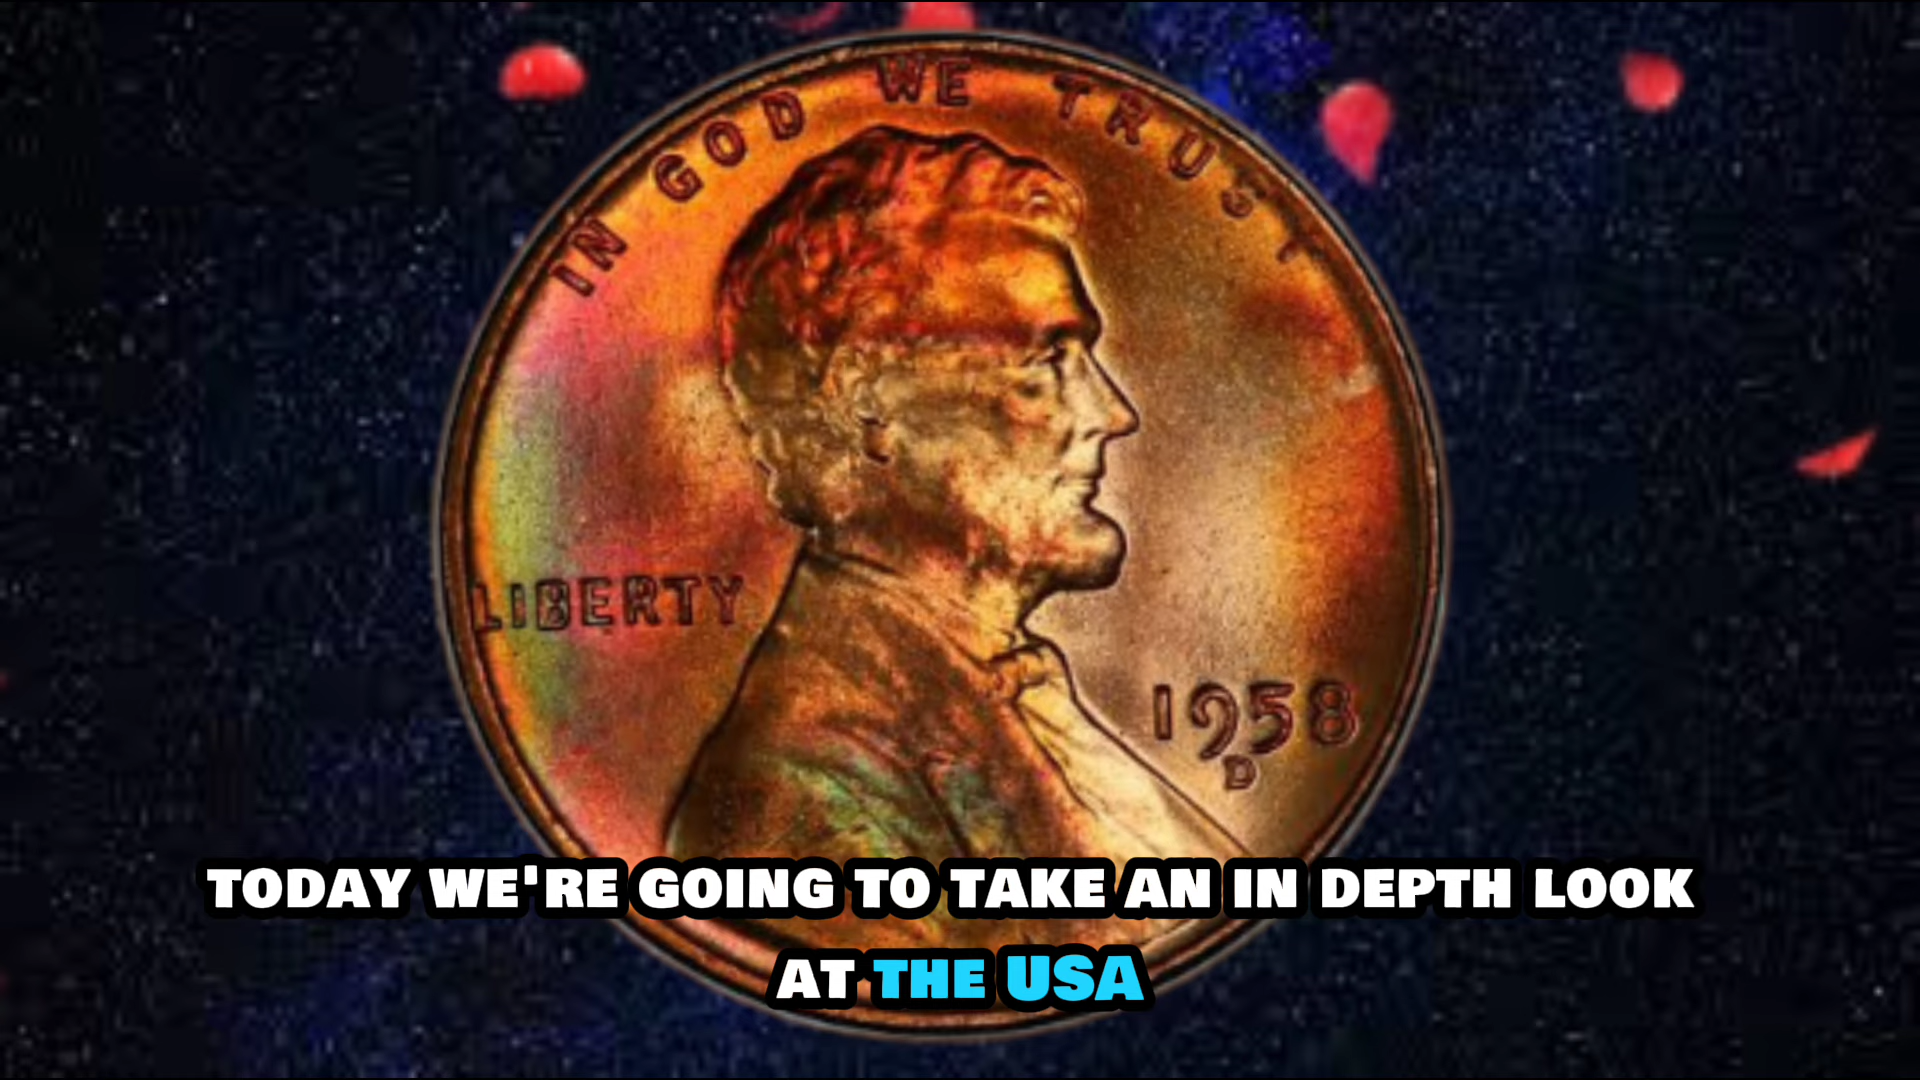 IN GOD WE TRUST
LIBERTY
1958
D
TODAY WE'RE GOING TO TAKE AN IN DEPTH LOOK
AT THE USA